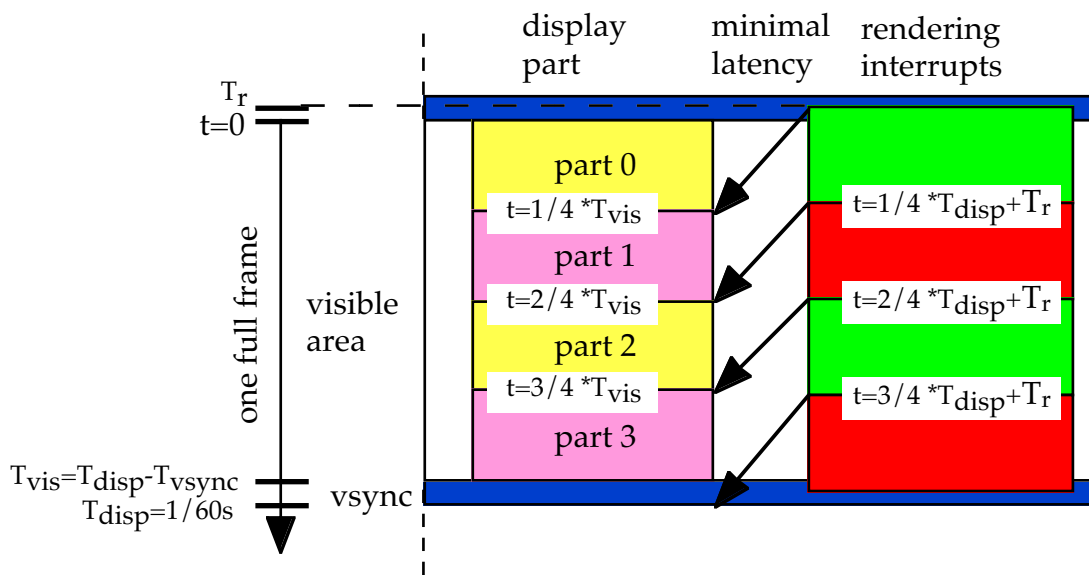 display part
minimal latency
rendering interrupts
Tr
t=0
part 0
t=1/4 *Tvis
t=1/4 *Tdisp+Tr
part 1
one full frame
visible area
t=2/4 *Tvis
t=2/4 *Tdisp+Tr
part 2
t=3/4 *Tvis
t=3/4 *Tdisp+Tr
part 3
Tvis=Tdisp-Tvsync
vsync
Tdisp=1/60s